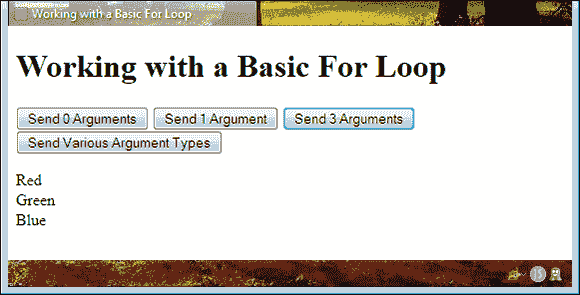 Working with a Basic For Loop
Working with a Basic For Loop
Send 0 Arguments Send 1 Argument Send 3 Arguments
Send Various Argument Types
Red
Green
Blue